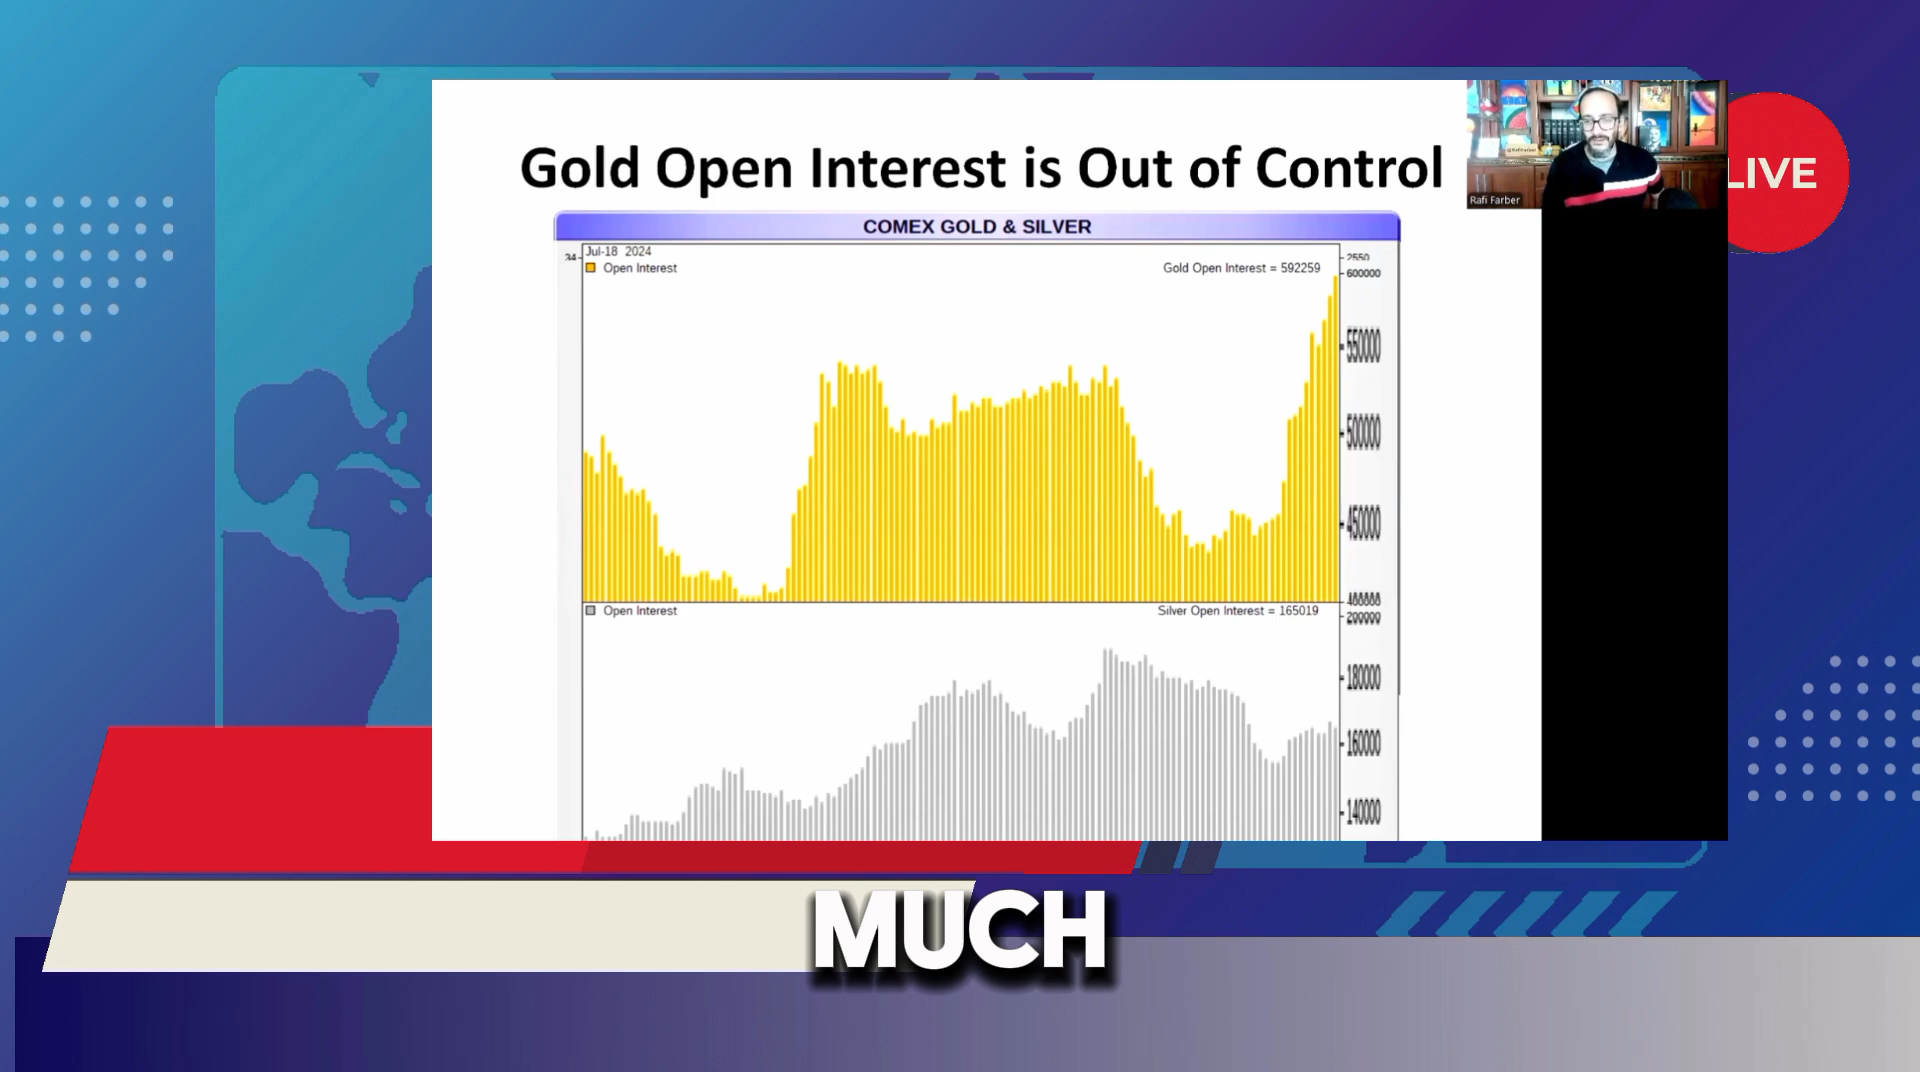 Gold Open Interest is Out of Control
Rafi Farber
LIVE
COMEX GOLD & SILVER
Jul-18 2024
34
2550
Open Interest
Gold Open Interest = 592259
600000
550000
500000
450000
400000
Open Interest
Silver Open Interest = 165019
200000
180000
160000
140000
MUCH